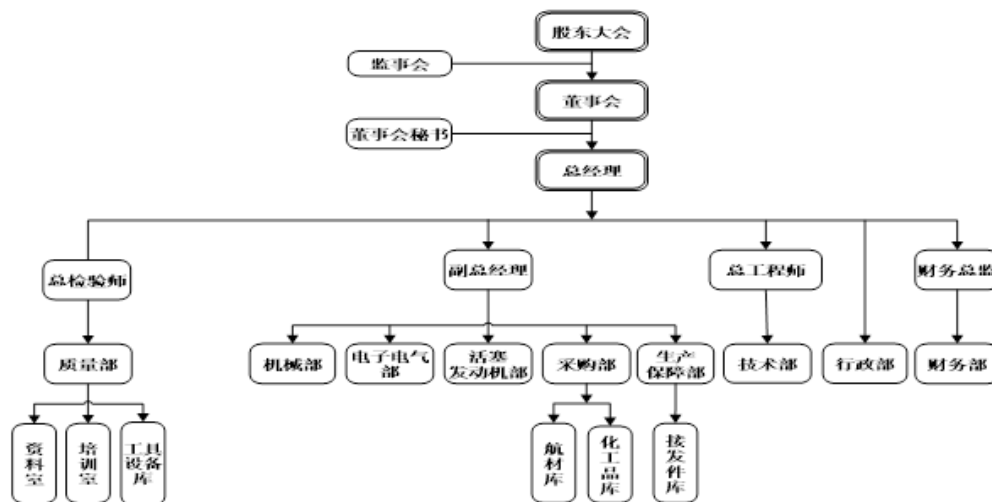 股东大会
监事会
董事会
董事会秘书
总经理
总检验师
副总经理
总工程师
财务总监
质量部
机械部
电子电气
部
活塞
发动机部
采购部
生产
保障部
技术部
行政部
财务部
资料室
培训室
工具
设备
库
航材库
化工品库
接发件库